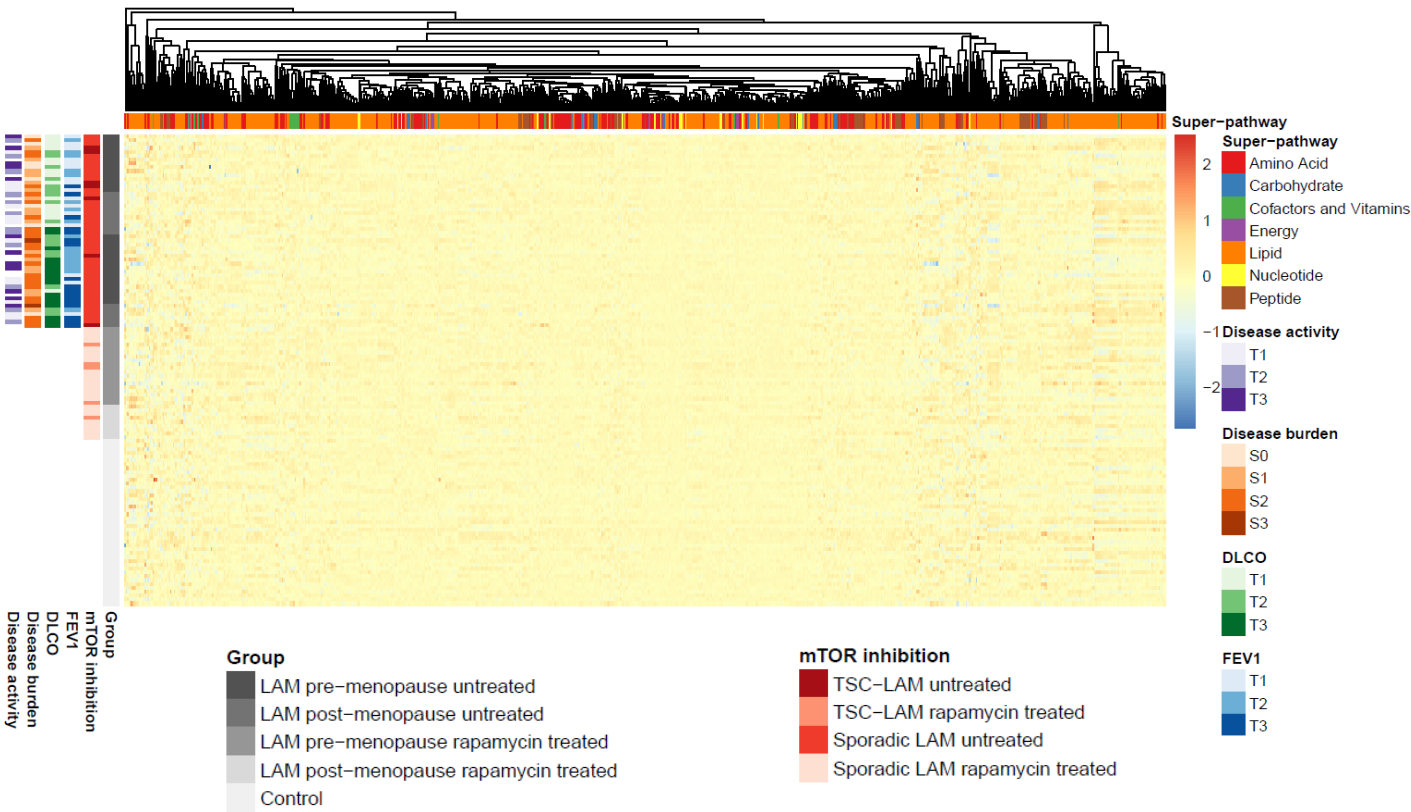 Super−pathway
Super−pathway
Amino Acid
Carbohydrate
Cofactors and Vitamins
Energy
Lipid
Nucleotide
Peptide
2
1
0
−1
−2
Disease activity
T1
T2
T3
Disease burden
S0
S1
S2
S3
DLCO
T1
T2
T3
FEV1
T1
T2
T3
Disease activity
Disease burden
DLCO
FEV1
mTOR inhibition
Group
Group
LAM pre−menopause untreated
LAM post−menopause untreated
LAM pre−menopause rapamycin treated
LAM post−menopause rapamycin treated
Control
mTOR inhibition
TSC−LAM untreated
TSC−LAM rapamycin treated
Sporadic LAM untreated
Sporadic LAM rapamycin treated